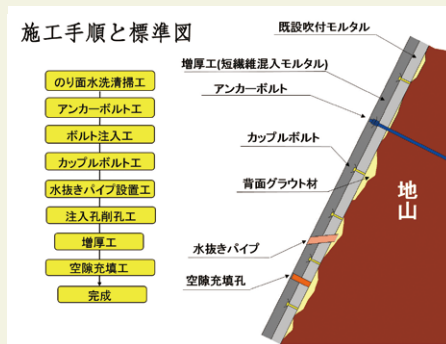 施工手順と標準図
のり面水洗清掃工
アンカーボルト工
ボルト注入工
カップルボルト工
水抜きパイプ設置工
注入孔削孔工
増厚工
空隙充填工
完成
既設吹付モルタル
増厚工(短繊維混入モルタル)
アンカーボルト
カップルボルト
背面グラウト材
地山
水抜きパイプ
空隙充填孔